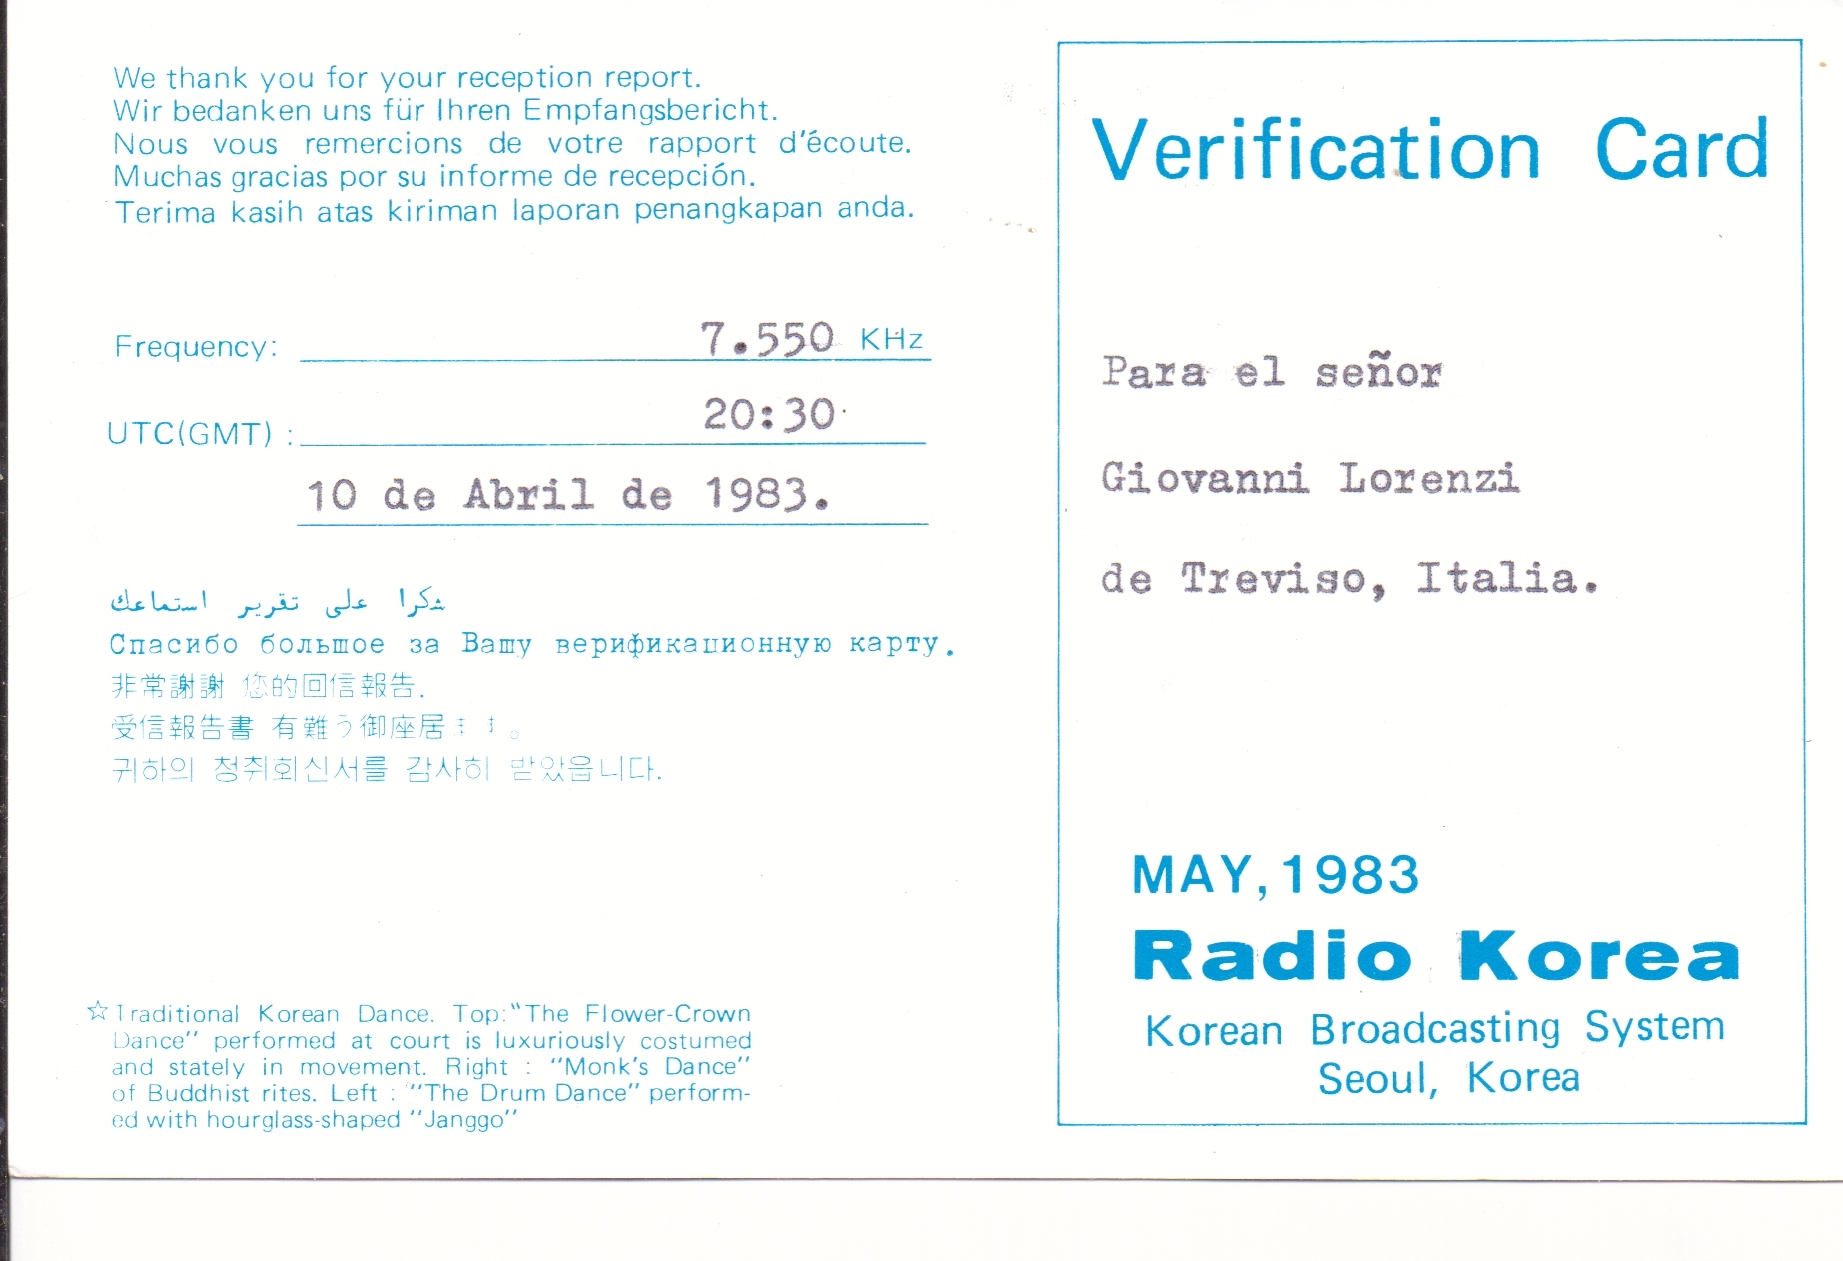 We thank you for your reception report.
Wir bedanken uns für Ihren Empfangsbericht.
Nous vous remercions de votre rapport d'écoute.
Muchas gracias por su informe de recepción.
Terima kasih atas kiriman laporan penangkapan anda.
Frequency: 7.550 KHz
UTC(GMT) : 20:30
10 de Abril de 1983.
شكرا على تقرير استماعك
Спасибо большое за Вашу верификационную карту.
非常謝謝 您的回信報告.
受信報告書 有難う御座居ます。
귀하의 청취회신서를 감사히 받았읍니다.
☆Traditional Korean Dance. Top:"The Flower-Crown
Dance" performed at court is luxuriously costumed
and stately in movement. Right : "Monk's Dance"
of Buddhist rites. Left : "The Drum Dance" perform-
ed with hourglass-shaped "Janggo"
Verification Card
Para el señor
Giovanni Lorenzi
de Treviso, Italia.
MAY, 1983
Radio Korea
Korean Broadcasting System
Seoul, Korea